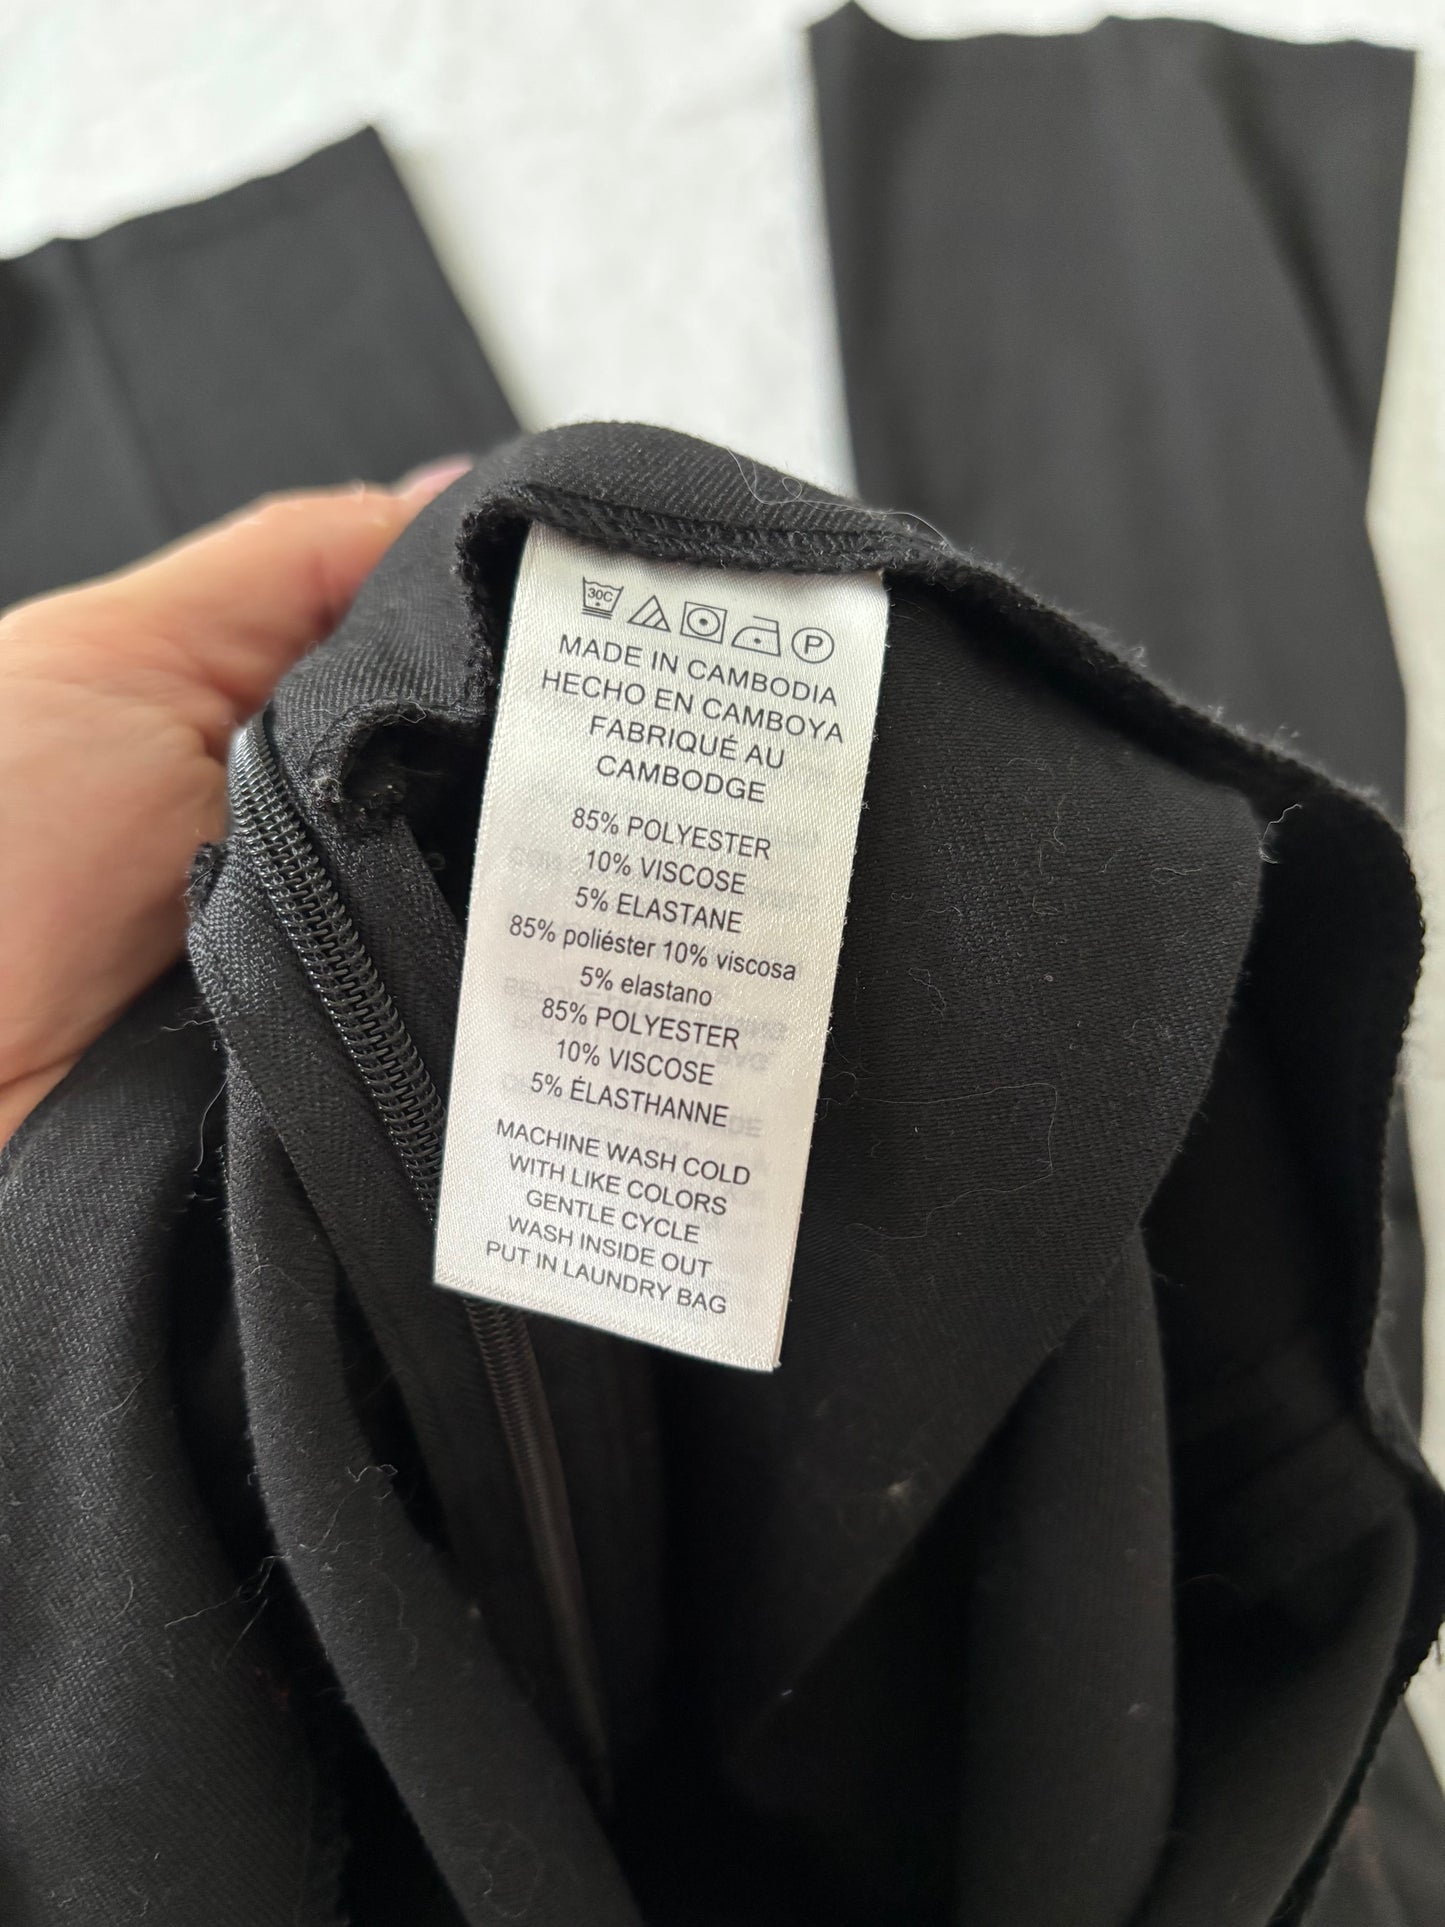 30C P
MADE IN CAMBODIA
HECHO EN CAMBOYA
FABRIQUÉ AU
CAMBODGE
85% POLYESTER
10% VISCOSE
5% ELASTANE
85% poliéster 10% viscosa
5% elastano
85% POLYESTER
10% VISCOSE
5% ÉLASTHANNE
MACHINE WASH COLD
WITH LIKE COLORS
GENTLE CYCLE
WASH INSIDE OUT
PUT IN LAUNDRY BAG